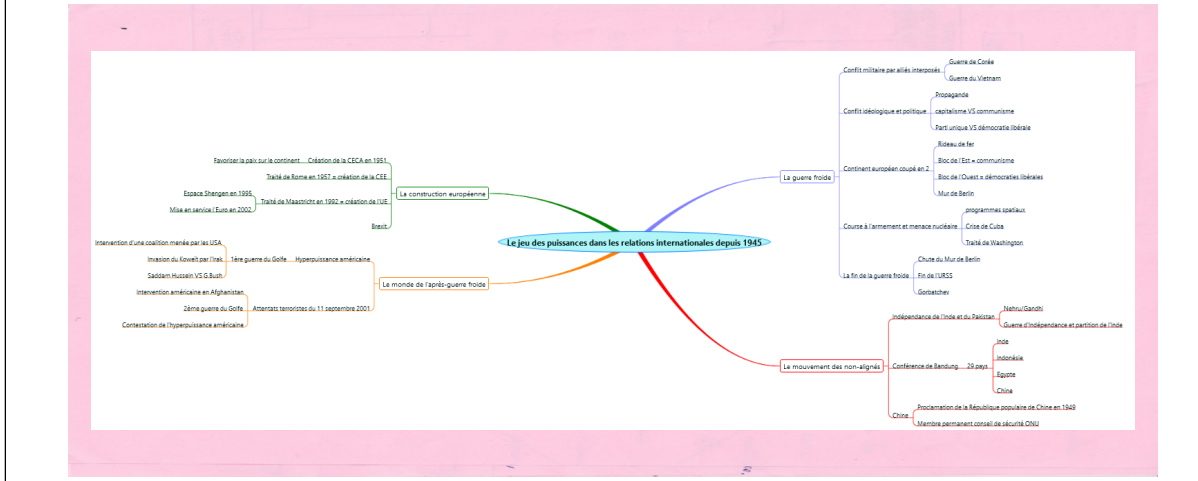 Le jeu des puissances dans les relations internationales depuis 1945
La guerre froide
Conflit militaire par alliés interposés
Guerre de Corée
Guerre du Vietnam
Conflit idéologique et politique
Propagande
capitalisme VS communisme
Parti unique VS démocratie libérale
Continent européen coupé en 2
Rideau de fer
Bloc de l'Est = communisme
Bloc de l'Ouest = démocraties libérales
Mur de Berlin
Course à l'armement et menace nucléaire
programmes spatiaux
Crise de Cuba
Traité de Washington
La fin de la guerre froide
Chute du Mur de Berlin
Fin de l'URSS
Gorbatchev
Le mouvement des non-alignés
Indépendance de l'Inde et du Pakistan
Nehru/Gandhi
Guerre d'Indépendance et partition de l'Inde
Conférence de Bandung
29 pays
Inde
Indonésie
Egypte
Chine
Chine
Proclamation de la République populaire de Chine en 1949
Membre permanent conseil de sécurité ONU
La construction européenne
Création de la CECA en 1951
Favoriser la paix sur le continent
Traité de Rome en 1957 = création de la CEE
Traité de Maastricht en 1992 = création de l'UE
Espace Shengen en 1995
Mise en service l'Euro en 2002
Brexit
Le monde de l'après-guerre froide
Hyperpuissance américaine
1ère guerre du Golfe
Intervention d'une coalition menée par les USA
Invasion du Koweït par l'Irak
Saddam Hussein VS G.Bush
Attentats terroristes du 11 septembre 2001
Intervention américaine en Afghanistan
2ème guerre du Golfe
Contestation de l'hyperpuissance américaine